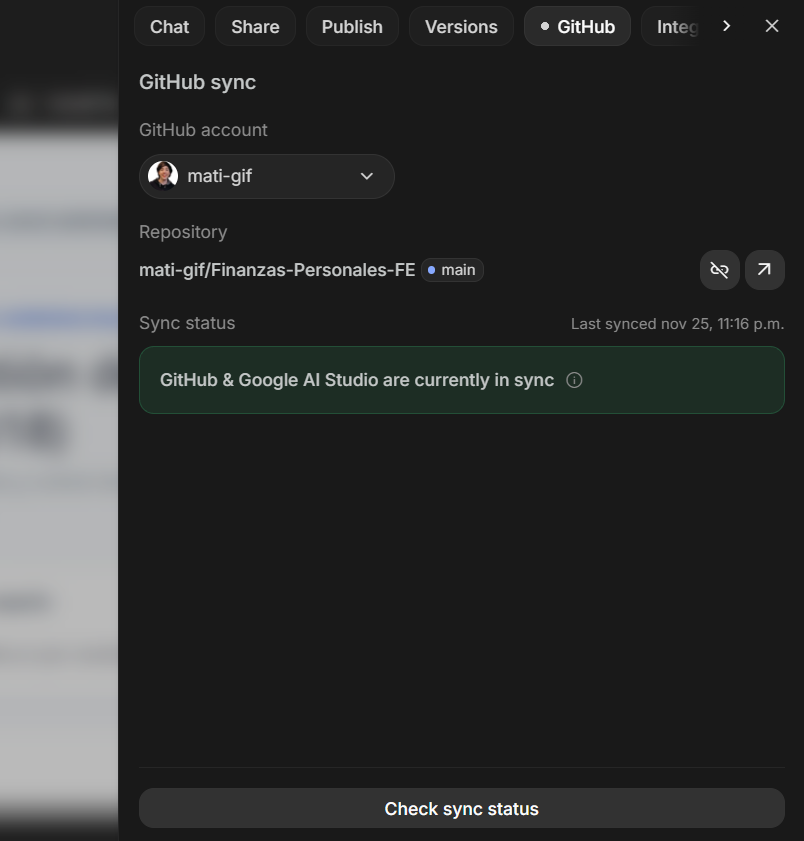 Chat Share Publish Versions GitHub Integ
GitHub sync
GitHub account
mati-gif
Repository
mati-gif/Finanzas-Personales-FE main
Sync status Last synced nov 25, 11:16 p.m.
GitHub & Google AI Studio are currently in sync
Check sync status